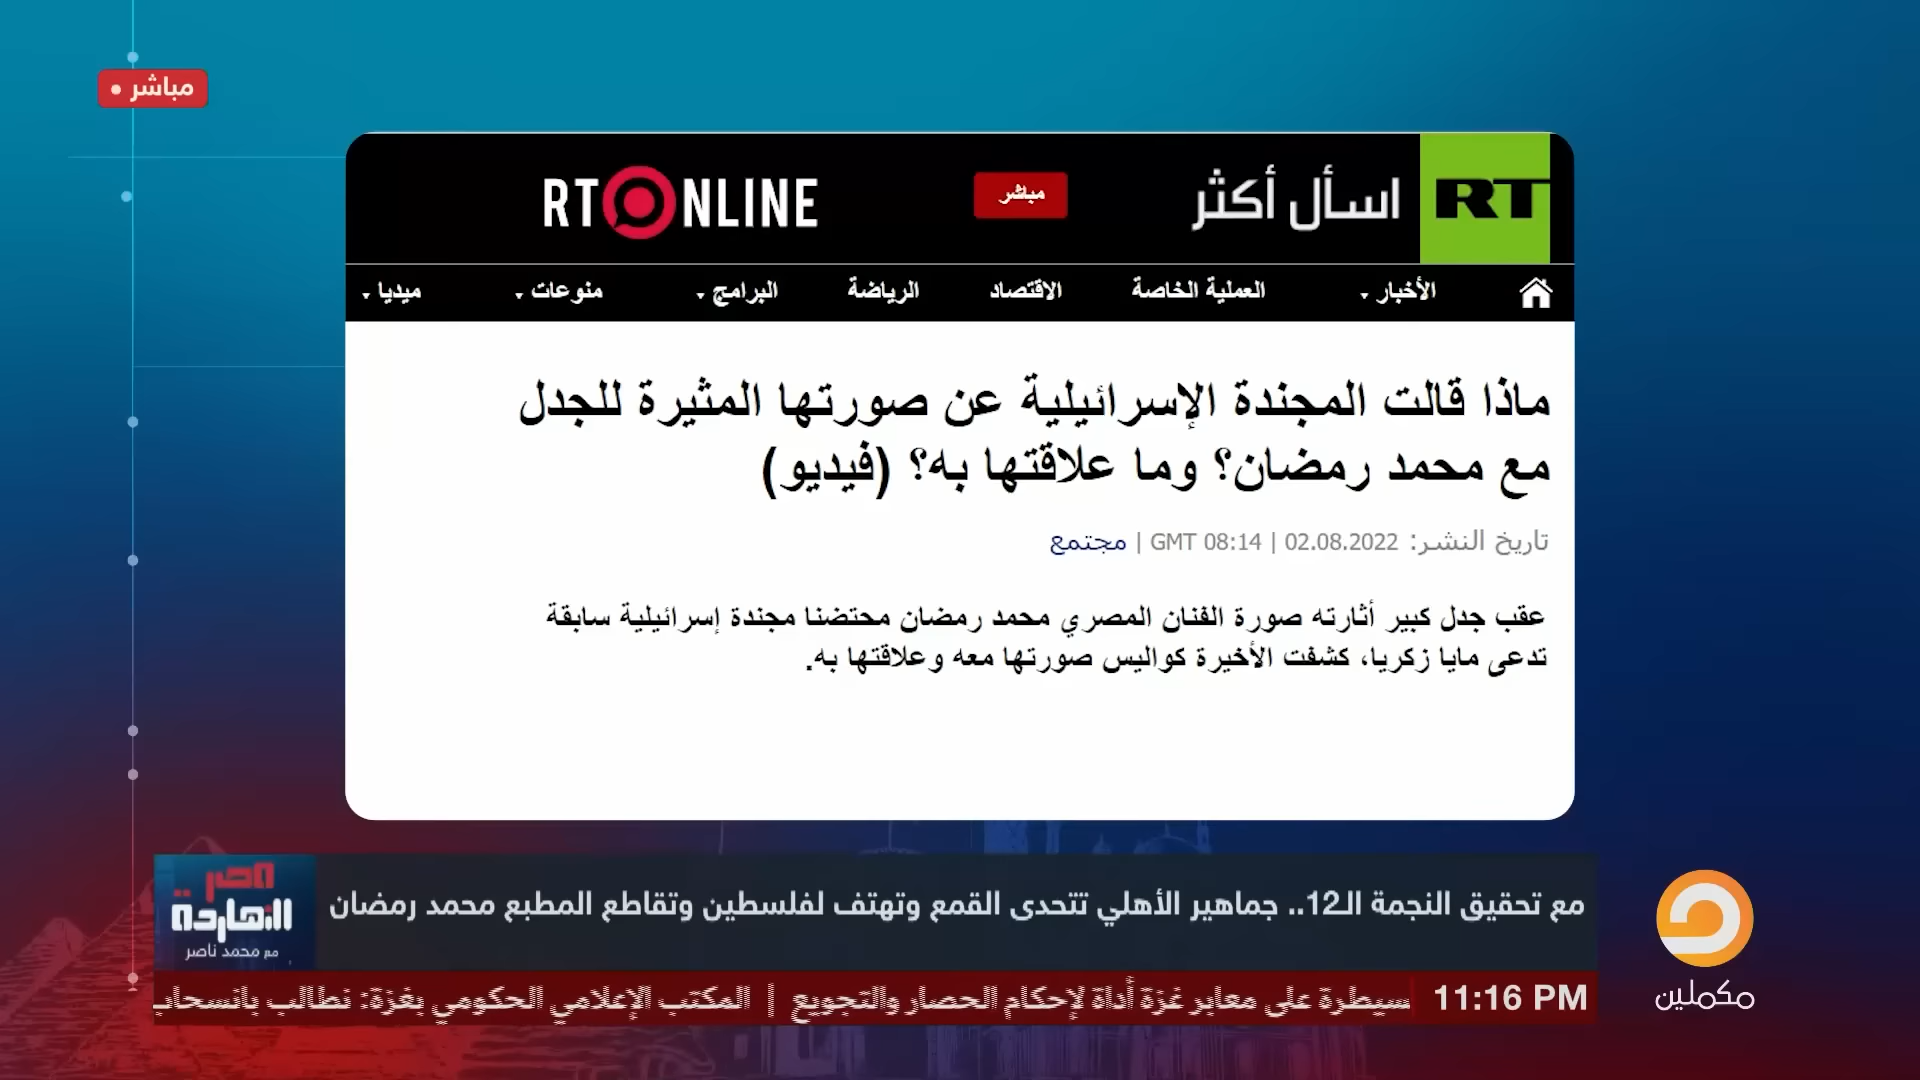 مباشر
RT ONLINE
مباشر
اسأل أكثر
RT
الأخبار
العملية الخاصة
الاقتصاد
الرياضة
البرامج
منوعات
ميديا
ماذا قالت المجندة الإسرائيلية عن صورتها المثيرة للجدل
مع محمد رمضان؟ وما علاقتها به؟ (فيديو)
تاريخ النشر: 02.08.2022 | 08:14 GMT | مجتمع
عقب جدل كبير أثارته صورة الفنان المصري محمد رمضان محتضنا مجندة إسرائيلية سابقة
تدعى مايا زكريا، كشفت الأخيرة كواليس صورتها معه وعلاقتها به.
مصر
النهاردة
مع محمد ناصر
مع تحقيق النجمة الـ12.. جماهير الأهلي تتحدى القمع وتهتف لفلسطين وتقاطع المطبع محمد رمضان
11:16 PM
سيطرة على معابر غزة أداة لإحكام الحصار والتجويع | المكتب الإعلامي الحكومي بغزة: نطالب بانسحاب
مكملين